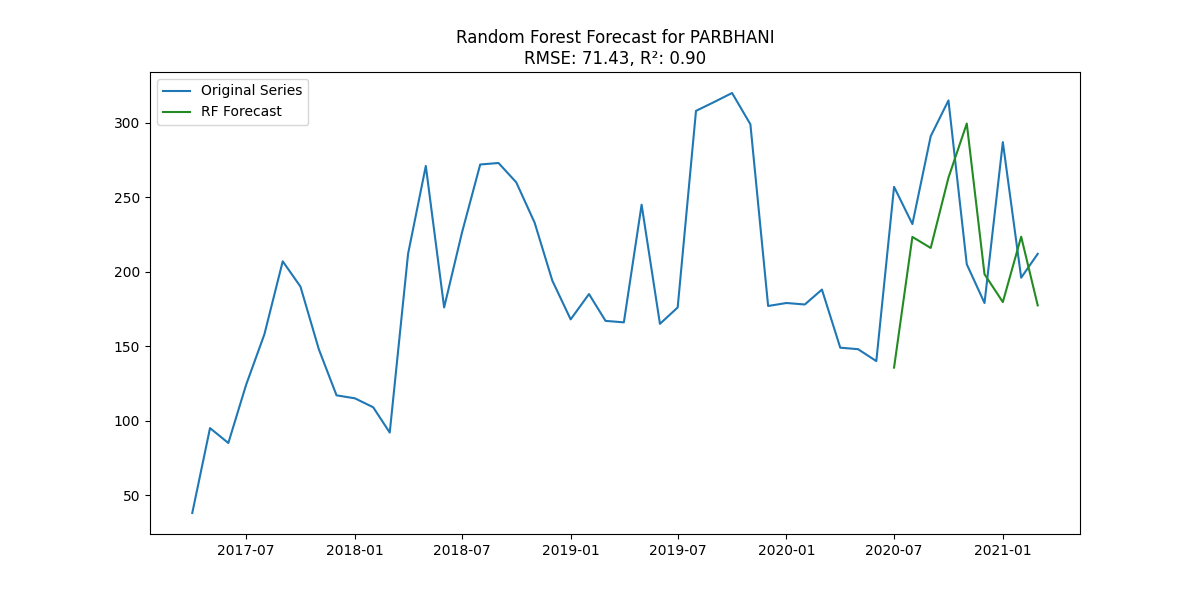 Random Forest Forecast for PARBHANI
RMSE: 71.43, R²: 0.90
Original Series
RF Forecast
300
250
200
150
100
50
2017-07 2018-01 2018-07 2019-01 2019-07 2020-01 2020-07 2021-01